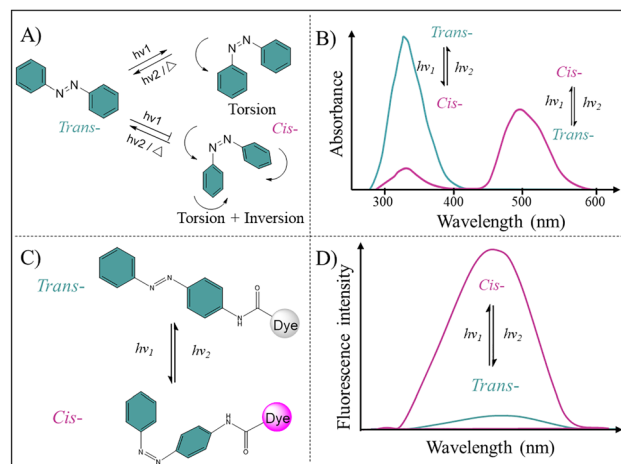 A)
hv1
hv2 / △
Trans-
hv1
hv2 / △
N=N
Torsion
Cis-
N=N
Torsion + Inversion
B)
Absorbance
Trans-
hv1 hv2
Cis-
Cis-
hv1 hv2
Trans-
300 400 500 600
Wavelength (nm)
C)
Trans-
N=N
O
N
H
Dye
hv1 hv2
Cis-
H
N
O
Dye
N=N
D)
Fluorescence intensity
Cis-
hv1 hv2
Trans-
Wavelength (nm)